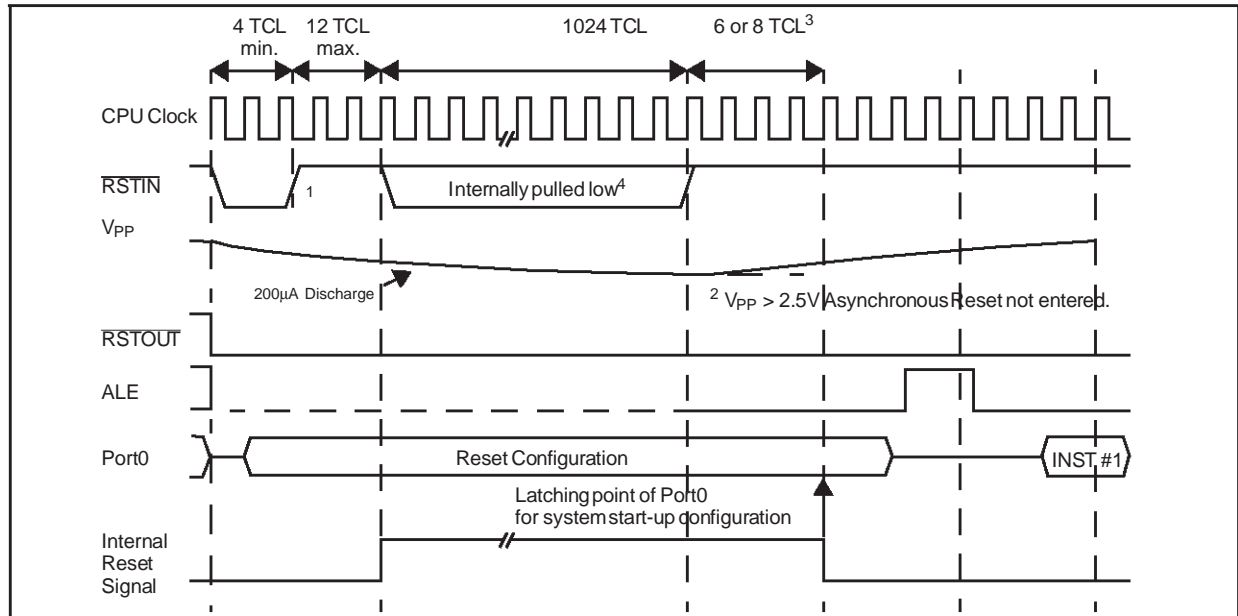 4 TCL 12 TCL 1024 TCL 6 or 8 TCL3
min. max.
CPU Clock
RSTIN 1 Internally pulled low4
VPP
200μA Discharge
2 VPP > 2.5V Asynchronous Reset not entered.
RSTOUT
ALE
Port0 Reset Configuration INST #1
Latching point of Port0
for system start-up configuration
Internal
Reset
Signal